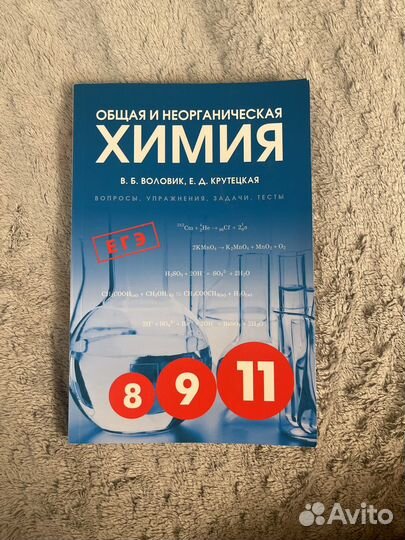 ОБЩАЯ И НЕОРГАНИЧЕСКАЯ
ХИМИЯ
В. Б. ВОЛОВИК, Е. Д. КРУТЕЦКАЯ
ВОПРОСЫ, УПРАЖНЕНИЯ, ЗАДАЧИ, ТЕСТЫ
ЕГЭ
2KMnO₄ → K₂MnO₄ + MnO₂ + O₂
8 9 11
Avito